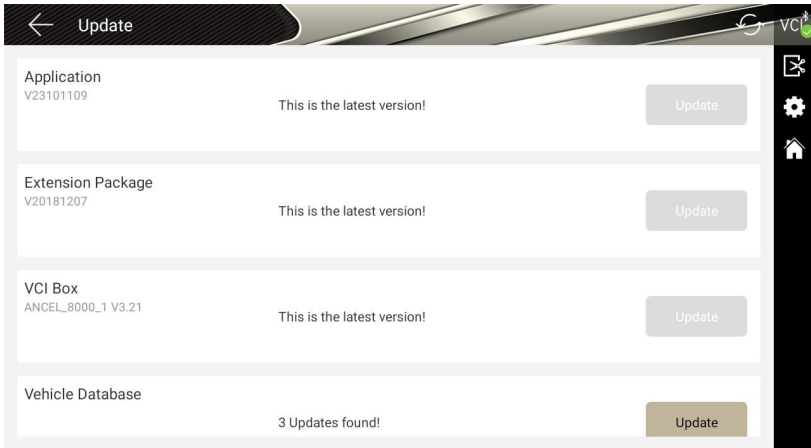 Update
VCI
Application
V23101109
This is the latest version!
Update
Extension Package
V20181207
This is the latest version!
Update
VCI Box
ANCEL_8000_1 V3.21
This is the latest version!
Update
Vehicle Database
3 Updates found!
Update